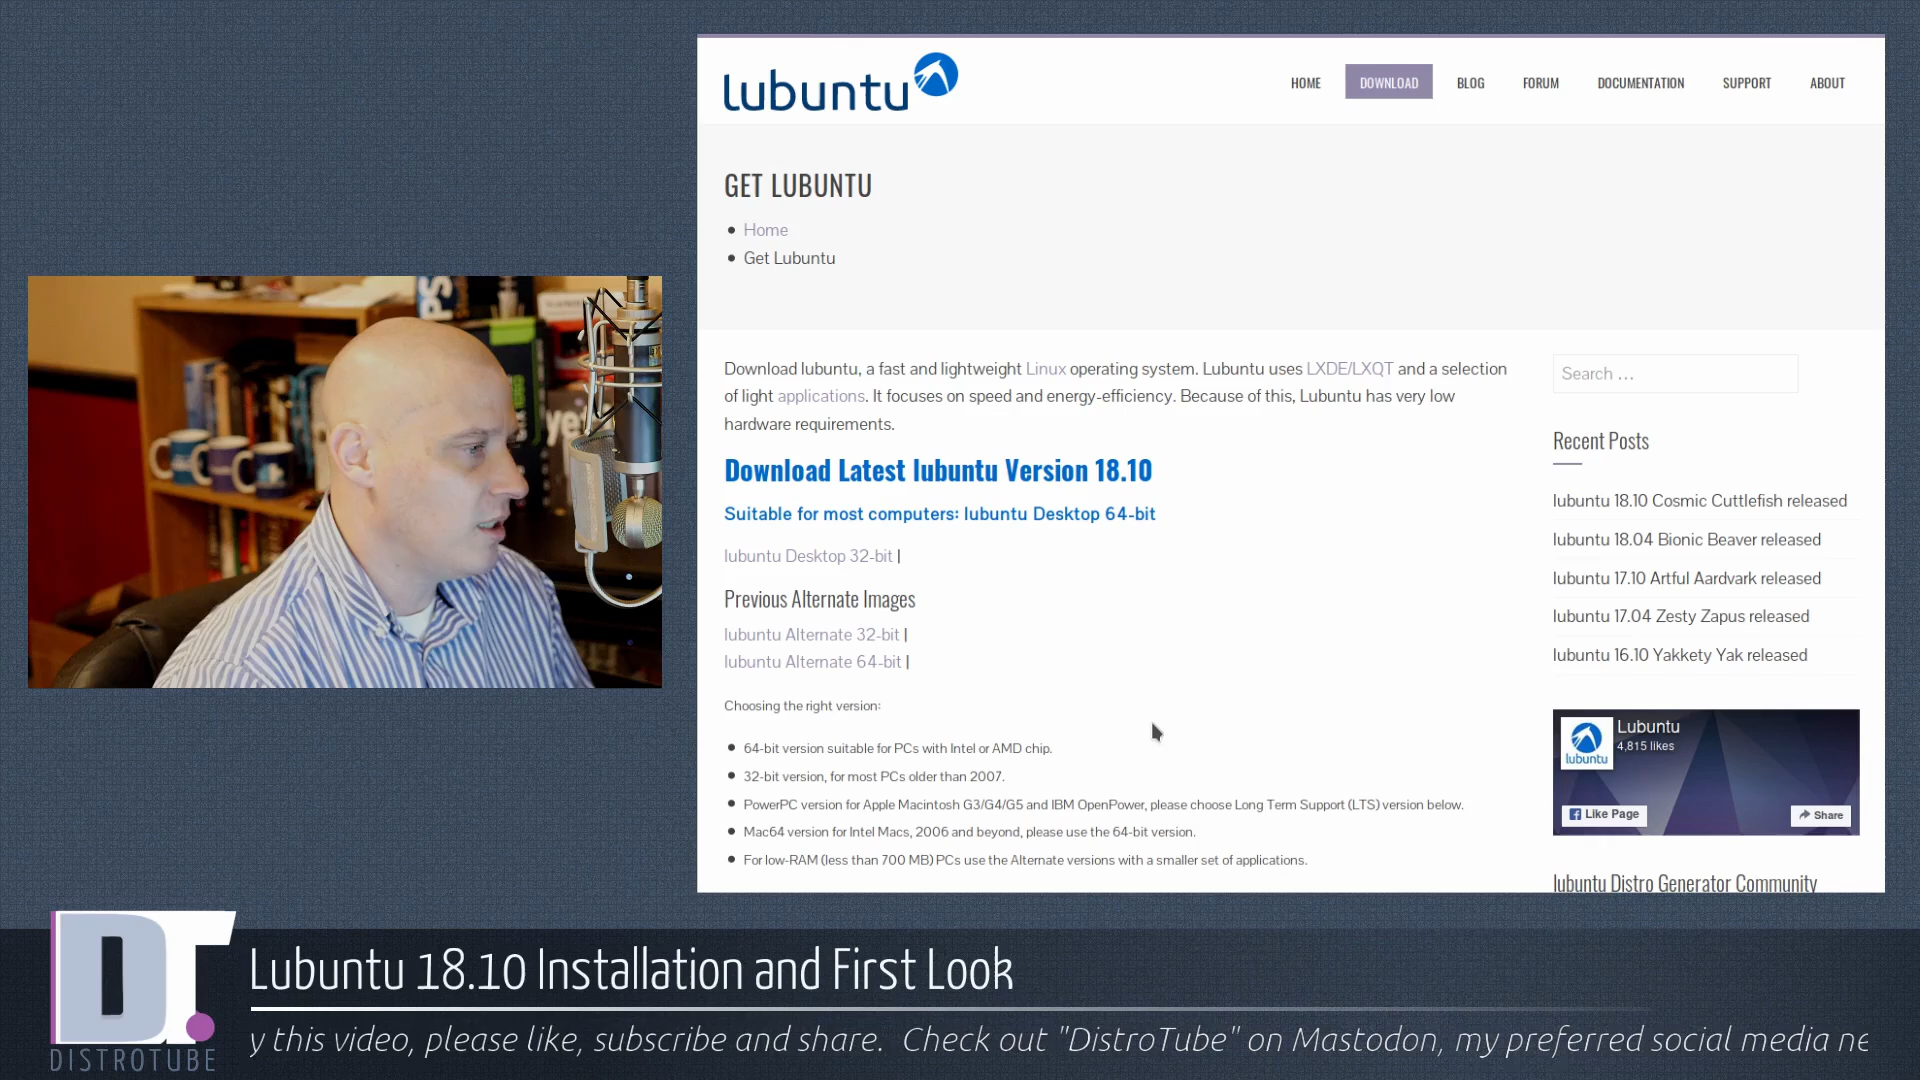 lubuntu
HOME DOWNLOAD BLOG FORUM DOCUMENTATION SUPPORT ABOUT
GET LUBUNTU
Home
Get Lubuntu
Download lubuntu, a fast and lightweight Linux operating system. Lubuntu uses LXDE/LXQT and a selection
of light applications. It focuses on speed and energy-efficiency. Because of this, Lubuntu has very low
hardware requirements.
Download Latest lubuntu Version 18.10
Suitable for most computers: lubuntu Desktop 64-bit
lubuntu Desktop 32-bit |
Previous Alternate Images
lubuntu Alternate 32-bit |
lubuntu Alternate 64-bit |
Choosing the right version:
64-bit version suitable for PCs with Intel or AMD chip.
32-bit version, for most PCs older than 2007.
PowerPC version for Apple Macintosh G3/G4/G5 and IBM OpenPower, please choose Long Term Support (LTS) version below.
Mac64 version for Intel Macs, 2006 and beyond, please use the 64-bit version.
For low-RAM (less than 700 MB) PCs use the Alternate versions with a smaller set of applications.
Search …
Recent Posts
lubuntu 18.10 Cosmic Cuttlefish released
lubuntu 18.04 Bionic Beaver released
lubuntu 17.10 Artful Aardvark released
lubuntu 17.04 Zesty Zapus released
lubuntu 16.10 Yakkety Yak released
lubuntu
Lubuntu
4,815 likes
Like Page
Share
lubuntu Distro Generator Community
DT.
DISTROTUBE
Lubuntu 18.10 Installation and First Look
y this video, please like, subscribe and share. Check out "DistroTube" on Mastodon, my preferred social media ne